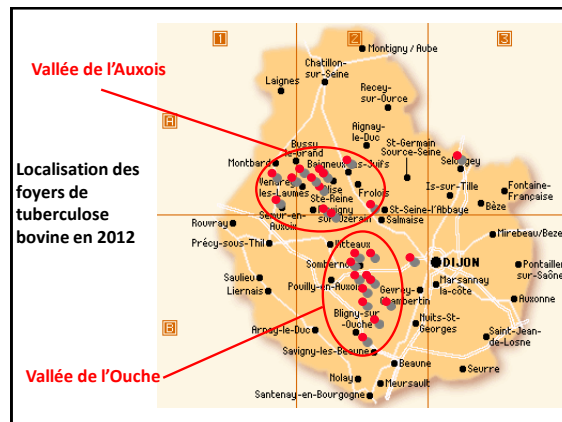 1
2
3
Montigny / Aube
Vallée de l'Auxois
Chatillon-
sur-Seine
Laignes
Recey-
sur-Ource
A
Aignay-
le-Duc
Bussy
le-Grand
St-Germain
Source-Seine
Montbard
Baigneux
Juifs
Selongey
Localisation des
foyers de
tuberculose
bovine en 2012
Venarey
les-Laumes
Frolois
Is-sur-Tille
Fontaine-
Française
Ste-Reine
Bèze
St-Seine-l'Abbaye
Semur-en-
Auxois
Salmaise
Rouvray
Mirebeau/Beze
Précy-sous-Thil
Vitteaux
Sombernon
DIJON
Pontailler
sur-Saône
Saulieu
Pouilly-en-Auxois
Marsannay
la-côte
Liernais
Gevrey-
Chambertin
Auxonne
B
Bligny-sur-
Ouche
Nuits-St-
Georges
Arnay-le-Duc
Saint-Jean-
de-Losne
Savigny-les-Beaune
Beaune
Seurre
Vallée de l'Ouche
Nolay
Meursault
Santenay-en-Bourgogne